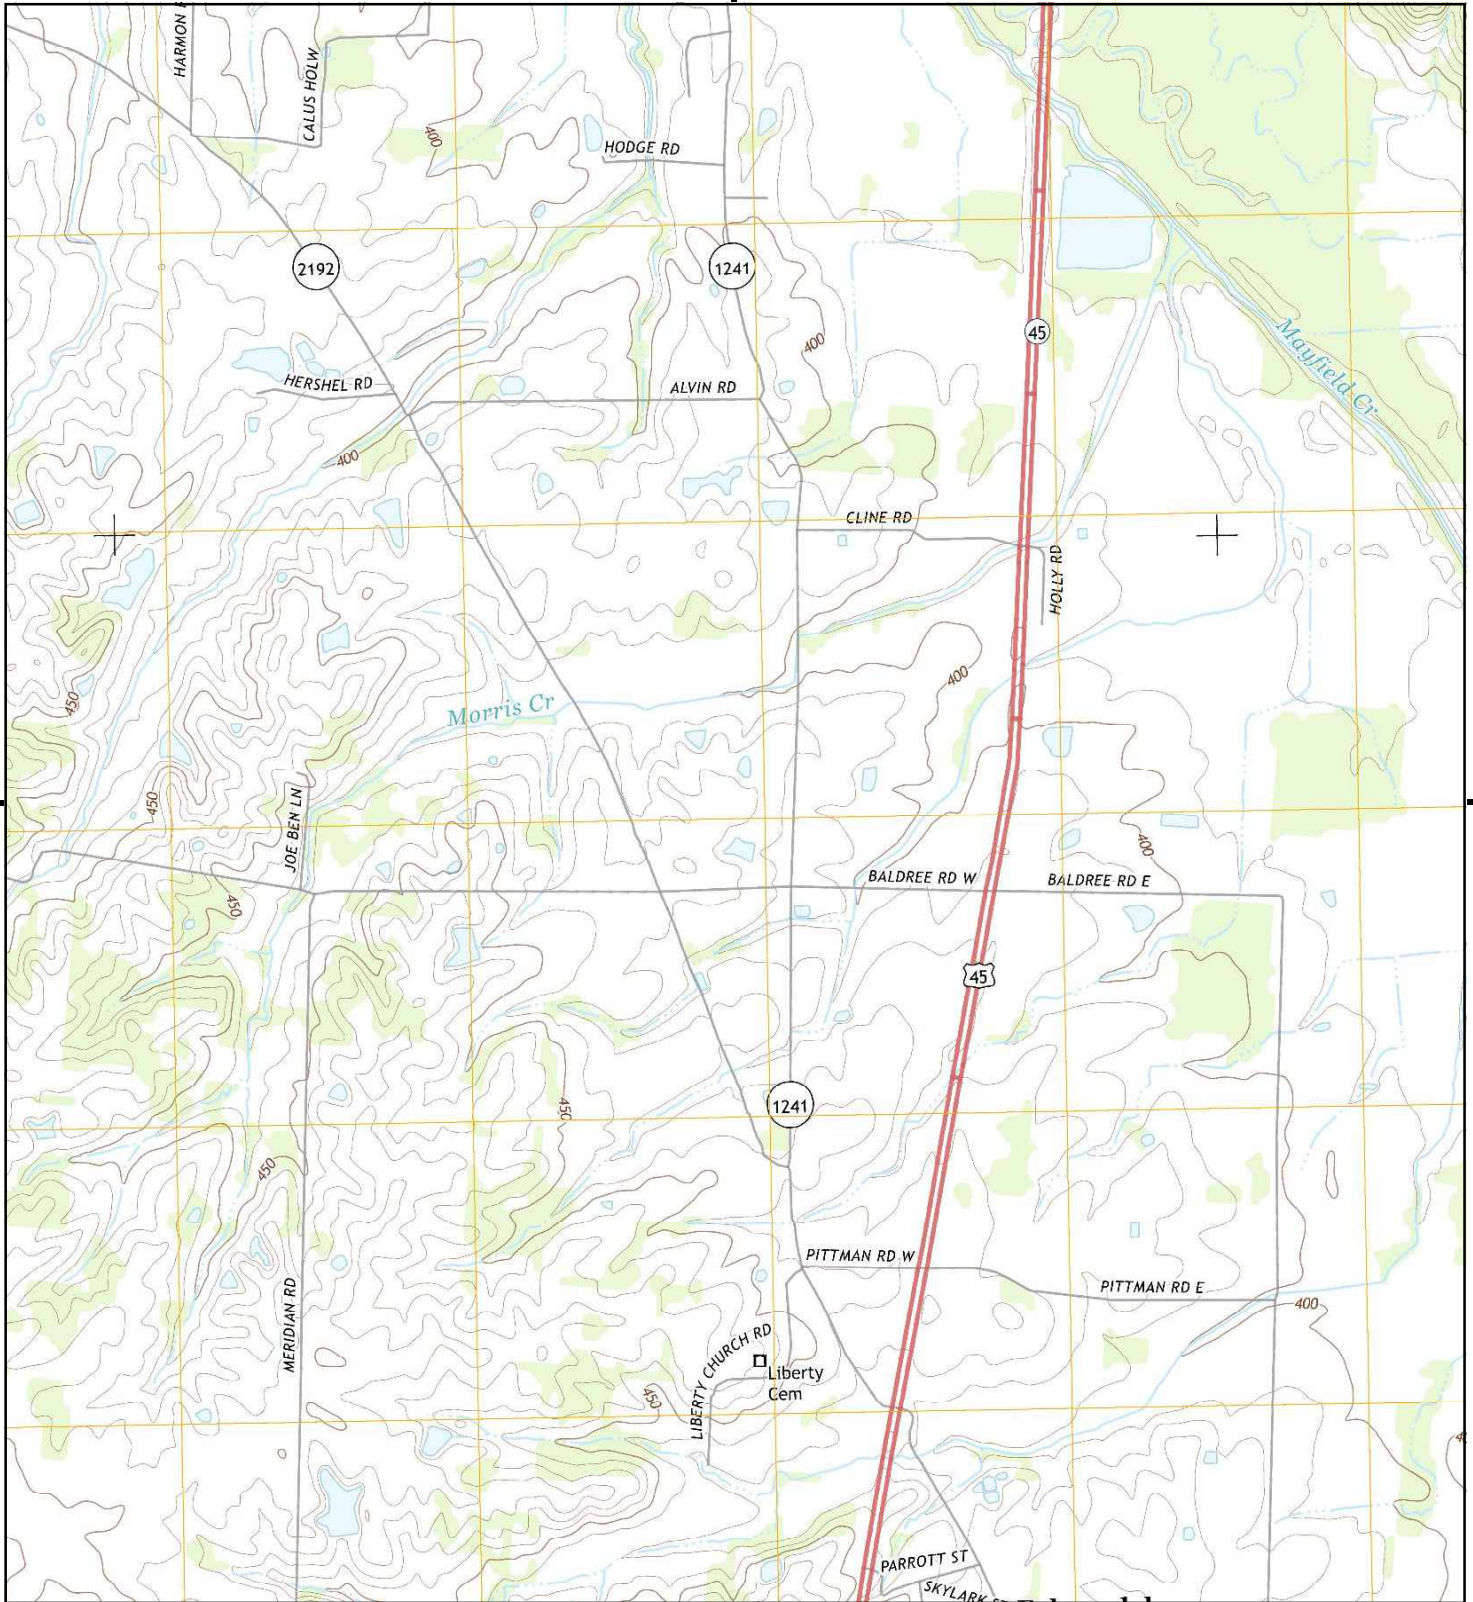 HARMON
CALUS HOLW
400
HODGE RD
2192
1241
400
45
Mayfield Cr
HERSHEL RD
ALVIN RD
400
CLINE RD
HOLLY RD
400
450
Morris Cr
450
JOE BEN LN
400
BALDREE RD W
BALDREE RD E
450
45
450
1241
450
PITTMAN RD W
PITTMAN RD E
MERIDIAN RD
400
LIBERTY CHURCH RD
Liberty
Cem
450
PARROTT ST
SKYLARK